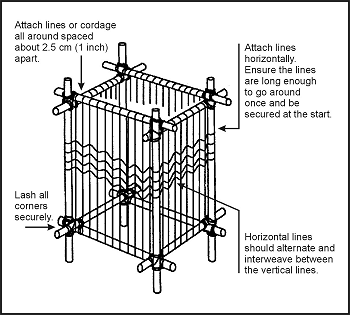 Attach lines or cordage
all around spaced
about 2.5 cm (1 inch)
apart.
Attach lines
horizontally.
Ensure the lines
are long enough
to go around
once and be
secured at the start.
Lash all
corners
securely.
Horizontal lines
should alternate and
interweave between
the vertical lines.